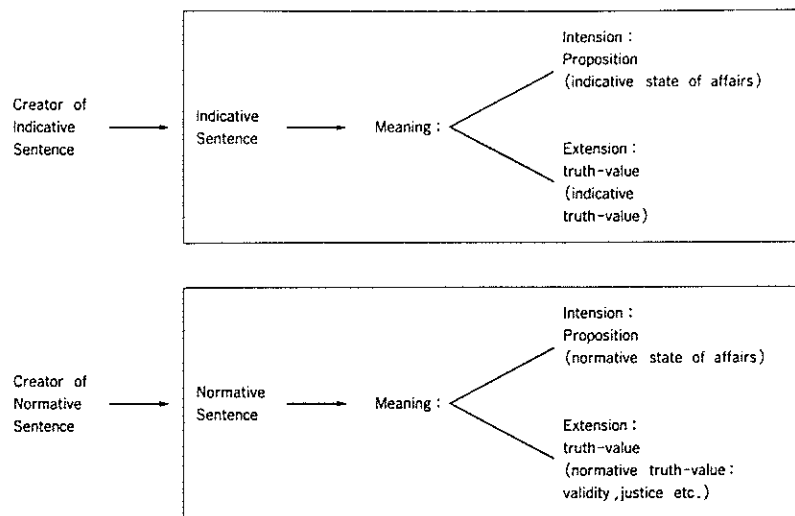 Creator of
Indicative
Sentence
Indicative
Sentence
Meaning :
Intension :
Proposition
(indicative state of affairs)
Extension :
truth-value
(indicative
truth-value)
Creator of
Normative
Sentence
Normative
Sentence
Meaning :
Intension :
Proposition
(normative state of affairs)
Extension :
truth-value
(normative truth-value :
validity ,justice etc.)